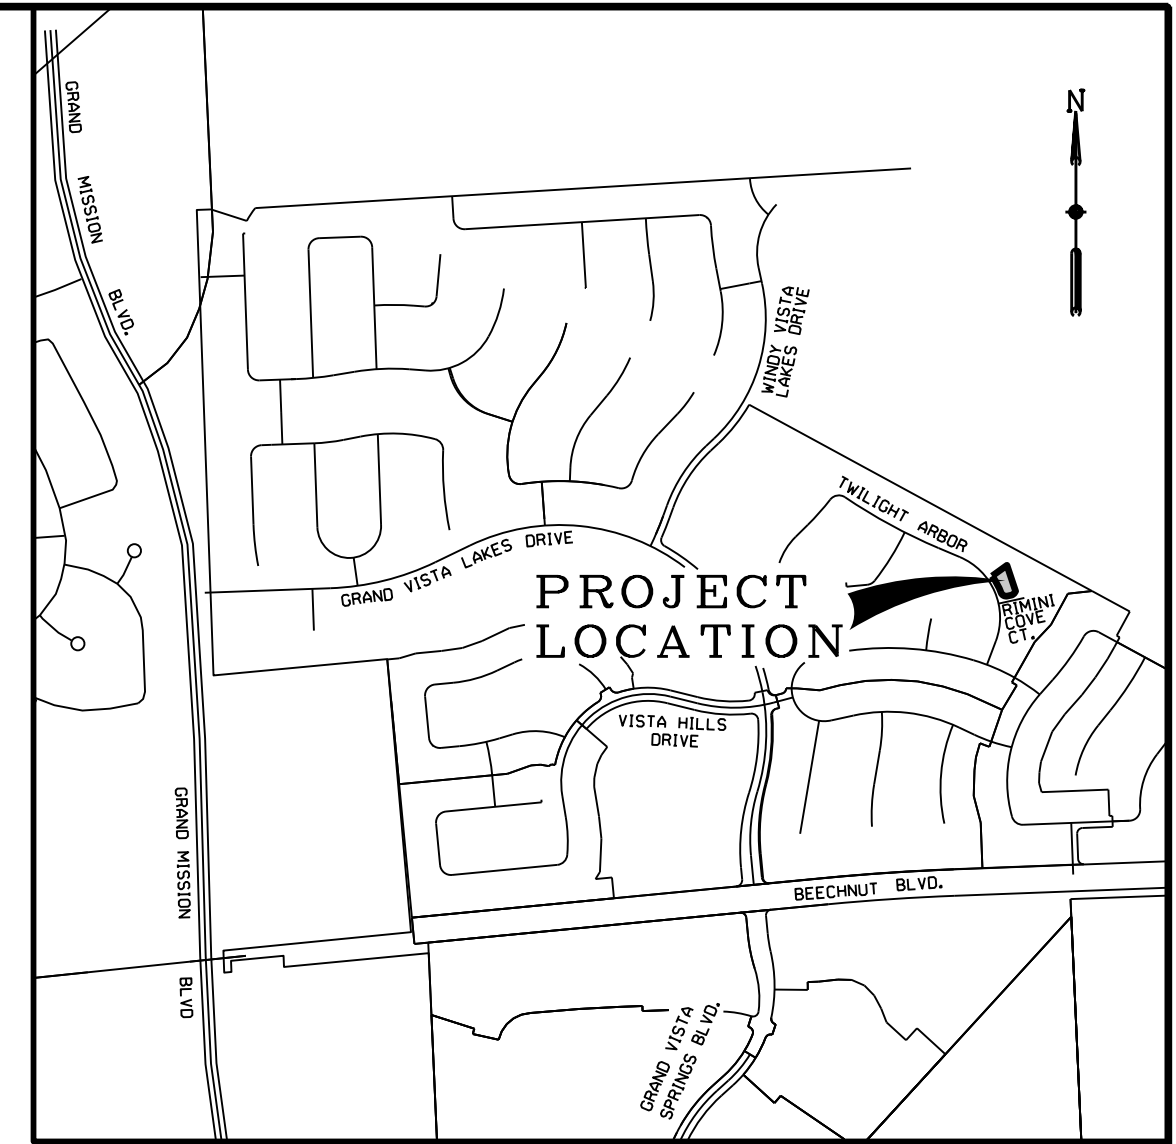 N
GRAND MISSION BLVD.
WINDY VISTA
LAKES DRIVE
TWILIGHT ARBOR
GRAND VISTA LAKES DRIVE
PROJECT
LOCATION
RIMINI
COVE
CT.
VISTA HILLS
DRIVE
GRAND MISSION BLVD
BEECHNUT BLVD.
GRAND VISTA
SPRINGS BLVD.